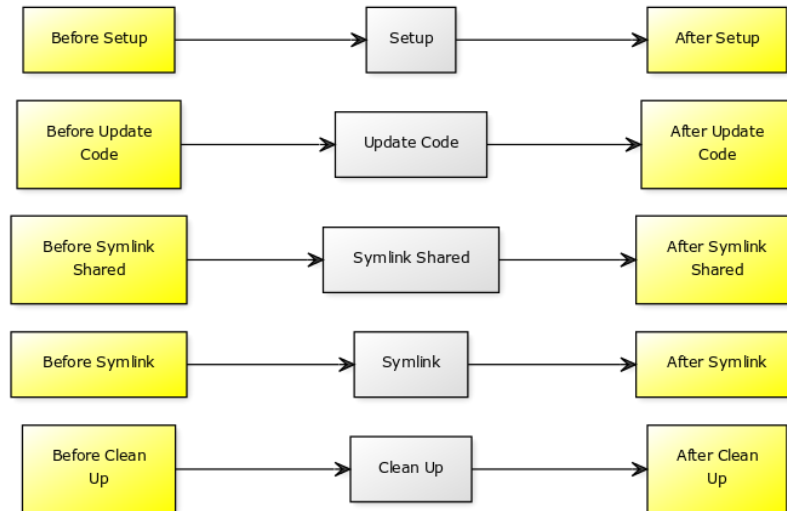 Before Setup
Setup
After Setup
Before Update
Code
Update Code
After Update
Code
Before Symlink
Shared
Symlink Shared
After Symlink
Shared
Before Symlink
Symlink
After Symlink
Before Clean
Up
Clean Up
After Clean
Up